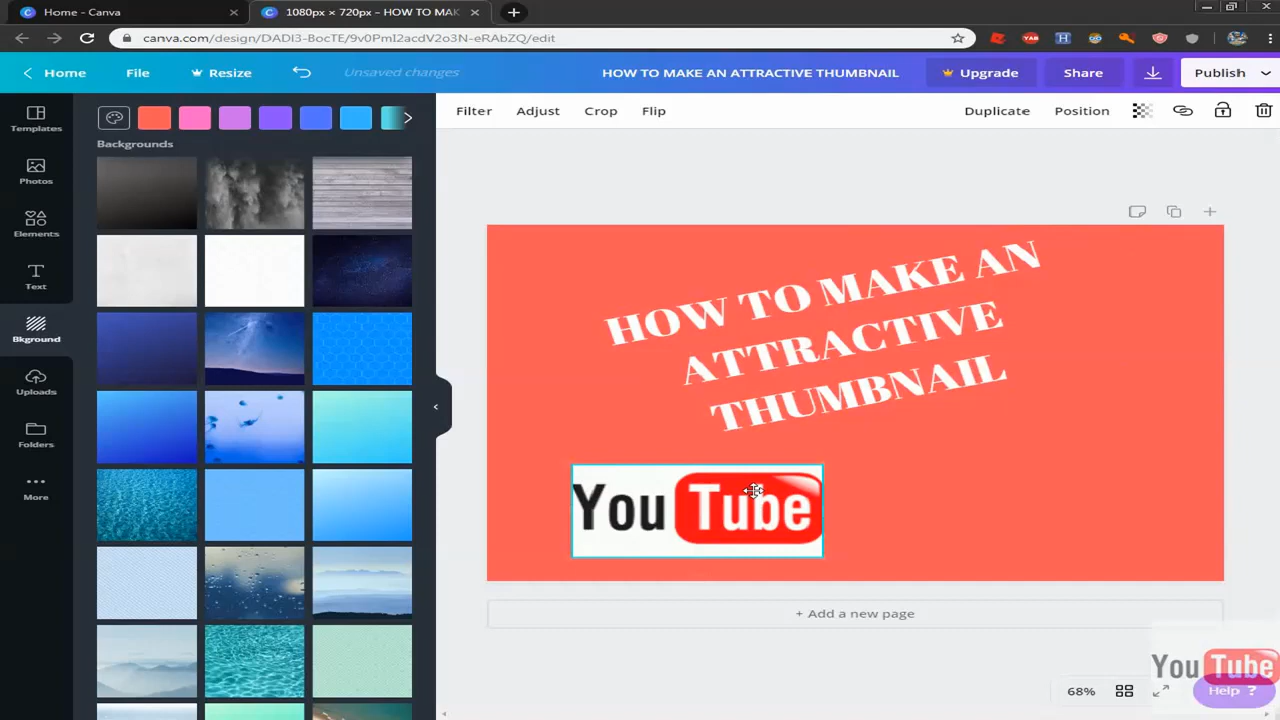 Home - Canva
1080px × 720px – HOW TO MAK
canva.com/design/DADI3-BocTE/9v0PmI2acdV2o3N-eRAbZQ/edit
Home File Resize Unsaved changes HOW TO MAKE AN ATTRACTIVE THUMBNAIL Upgrade Share Publish
Filter Adjust Crop Flip Duplicate Position
Templates
Photos
Elements
Text
Bkground
Uploads
Folders
More
Backgrounds
HOW TO MAKE AN
ATTRACTIVE
THUMBNAIL
YouTube
+ Add a new page
YouTube
68%
Help ?